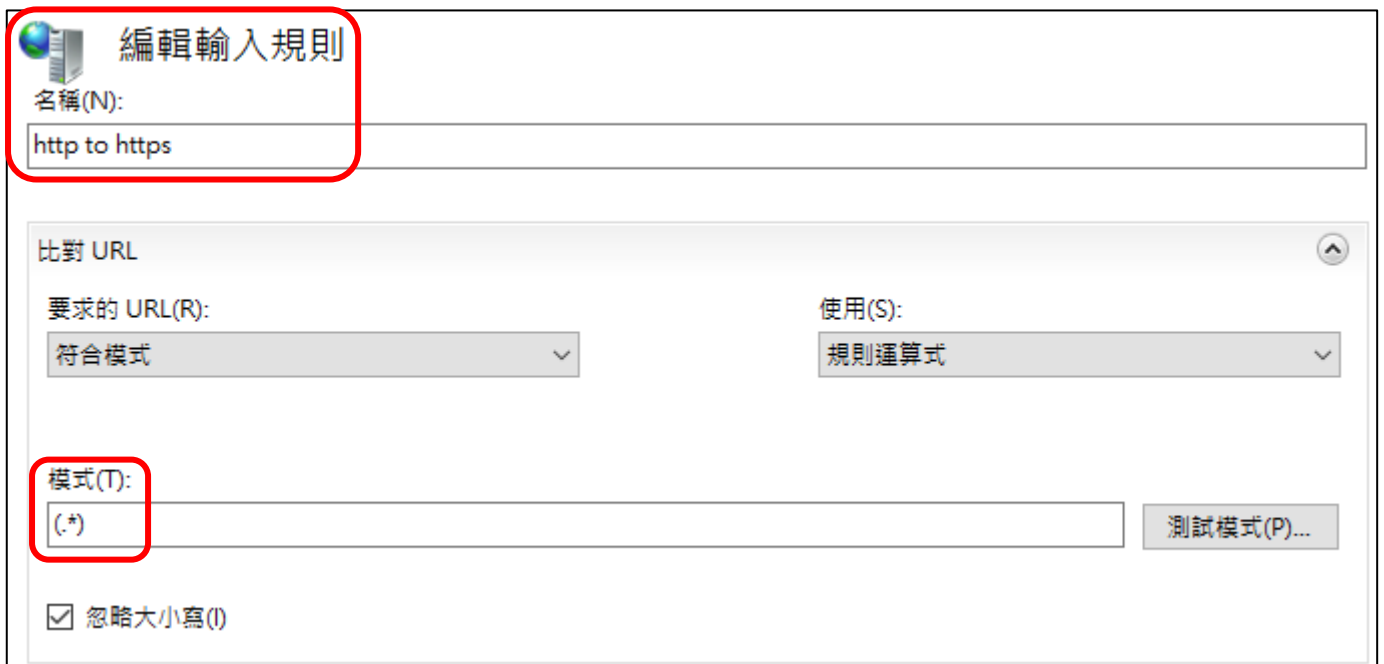 編輯輸入規則
名稱(N):
http to https
比對 URL
要求的 URL(R):
使用(S):
符合模式
規則運算式
模式(T):
(.*)
測試模式(P)...
忽略大小寫(I)